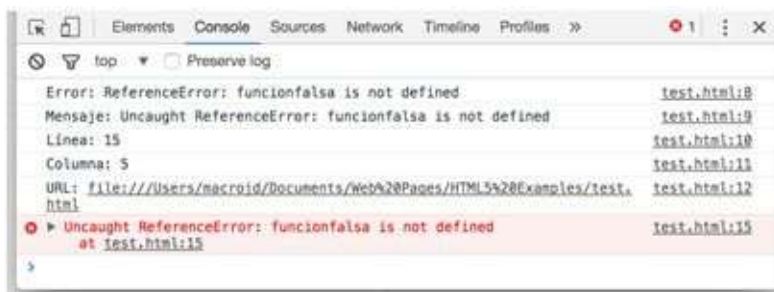 Elements Console Sources Network Timeline Profiles » 1
top ▼ Preserve log
Error: ReferenceError: funcionfalsa is not defined test.html:8
Mensaje: Uncaught ReferenceError: funcionfalsa is not defined test.html:9
Línea: 15 test.html:10
Columna: 5 test.html:11
URL: file:///Users/macrojd/Documents/Web%20Pages/HTML5%20Examples/test. test.html:12
html
▶ Uncaught ReferenceError: funcionfalsa is not defined test.html:15
at test.html:15
>